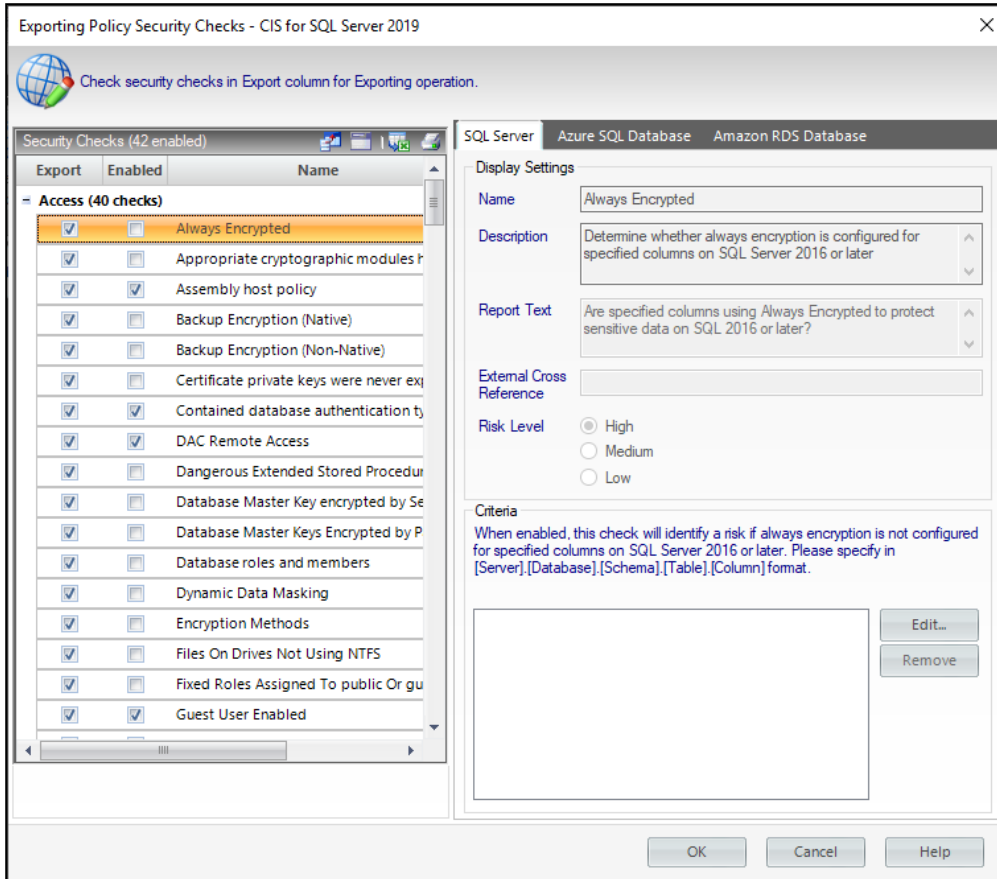 Exporting Policy Security Checks - CIS for SQL Server 2019
Check security checks in Export column for Exporting operation.
Security Checks (42 enabled)
Export Enabled Name
Access (40 checks)
Always Encrypted
Appropriate cryptographic modules h
Assembly host policy
Backup Encryption (Native)
Backup Encryption (Non-Native)
Certificate private keys were never exp
Contained database authentication ty
DAC Remote Access
Dangerous Extended Stored Procedur
Database Master Key encrypted by Se
Database Master Keys Encrypted by P
Database roles and members
Dynamic Data Masking
Encryption Methods
Files On Drives Not Using NTFS
Fixed Roles Assigned To public Or gu
Guest User Enabled
SQL Server Azure SQL Database Amazon RDS Database
Display Settings
Name Always Encrypted
Description Determine whether always encryption is configured for
specified columns on SQL Server 2016 or later
Report Text Are specified columns using Always Encrypted to protect
sensitive data on SQL 2016 or later?
External Cross
Reference
Risk Level High
Medium
Low
Criteria
When enabled, this check will identify a risk if always encryption is not configured
for specified columns on SQL Server 2016 or later. Please specify in
[Server].[Database].[Schema].[Table].[Column] format.
Edit...
Remove
OK Cancel Help